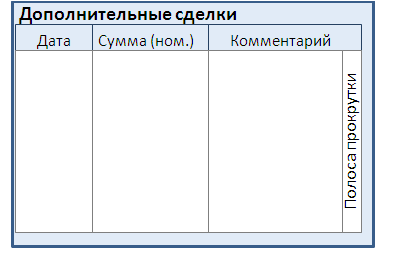 Дополнительные сделки
Дата Сумма (ном.) Комментарий
Полоса прокрутки